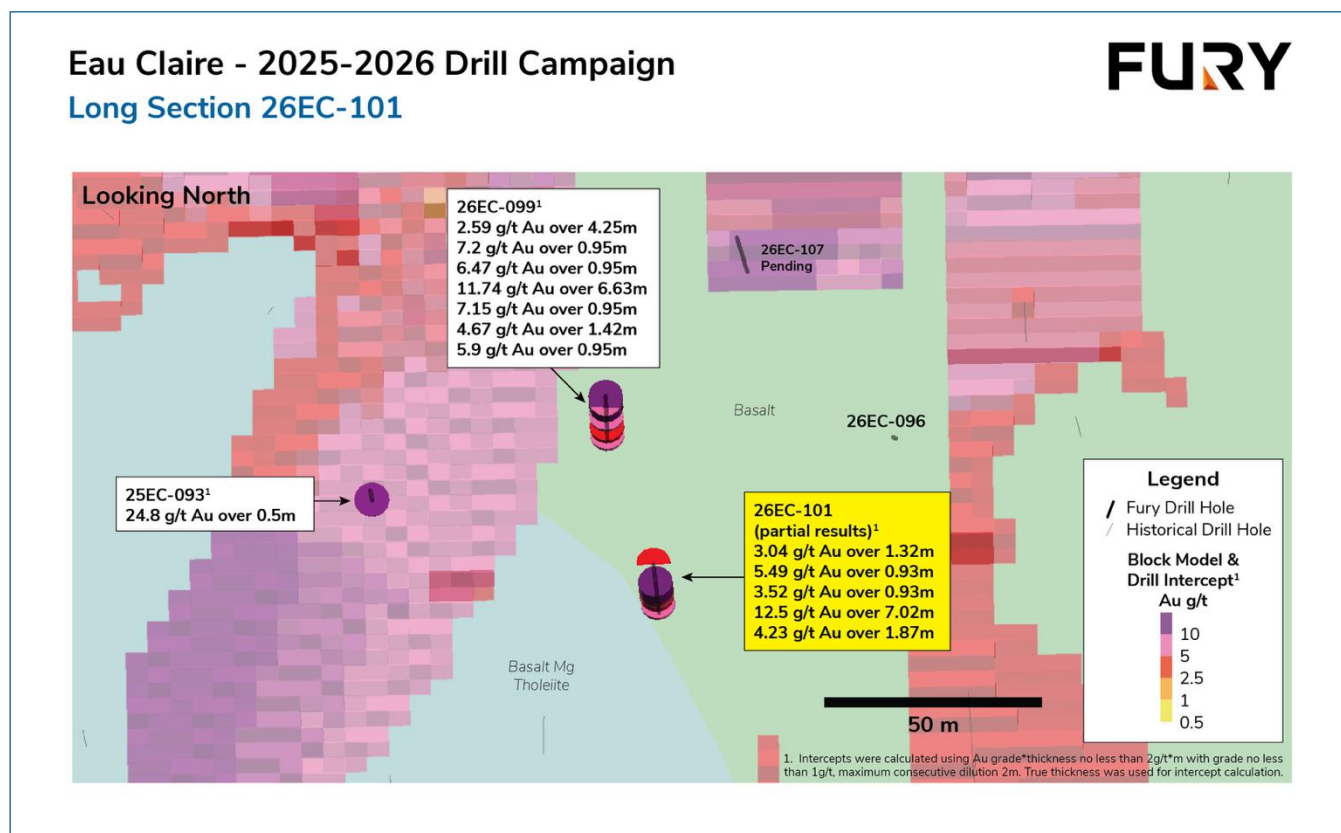 Eau Claire - 2025-2026 Drill Campaign
Long Section 26EC-101
FURY
Looking North
26EC-099¹
2.59 g/t Au over 4.25m
7.2 g/t Au over 0.95m
6.47 g/t Au over 0.95m
11.74 g/t Au over 6.63m
7.15 g/t Au over 0.95m
4.67 g/t Au over 1.42m
5.9 g/t Au over 0.95m
26EC-107
Pending
Basalt
26EC-096
25EC-093¹
24.8 g/t Au over 0.5m
26EC-101
(partial results)¹
3.04 g/t Au over 1.32m
5.49 g/t Au over 0.93m
3.52 g/t Au over 0.93m
12.5 g/t Au over 7.02m
4.23 g/t Au over 1.87m
Basalt Mg
Tholeiite
50 m
Legend
Fury Drill Hole
Historical Drill Hole
Block Model &
Drill Intercept¹
Au g/t
10
5
2.5
1
0.5
1. Intercepts were calculated using Au grade*thickness no less than 2g/t*m with grade no less
than 1g/t, maximum consecutive dilution 2m. True thickness was used for intercept calculation.